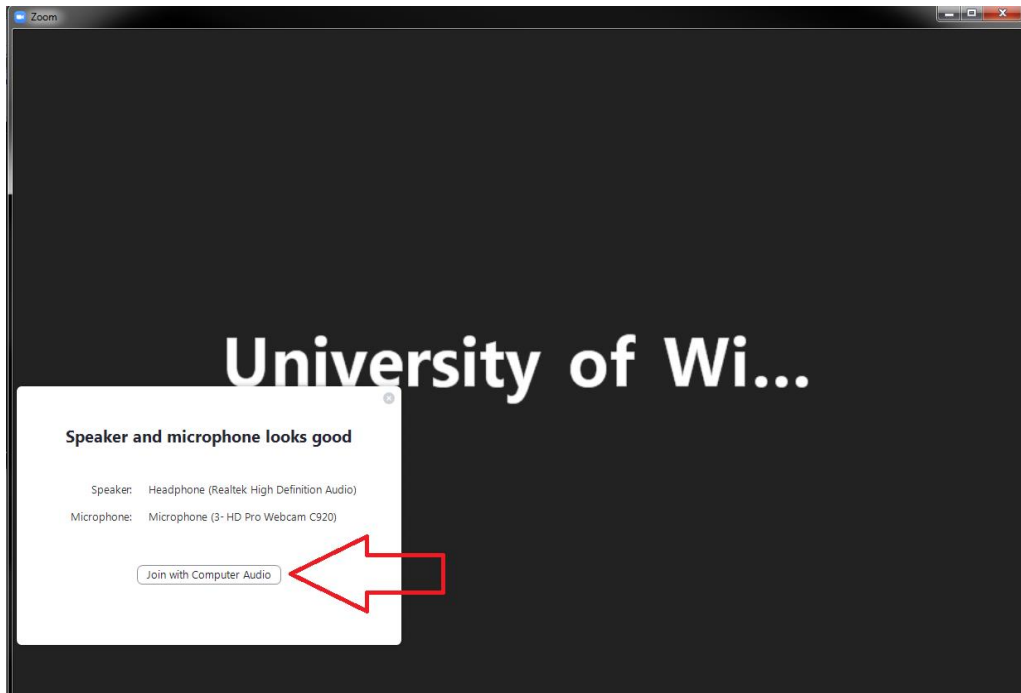 Zoom
University of Wi...
Speaker and microphone looks good
Speaker: Headphone (Realtek High Definition Audio)
Microphone: Microphone (3- HD Pro Webcam C920)
Join with Computer Audio